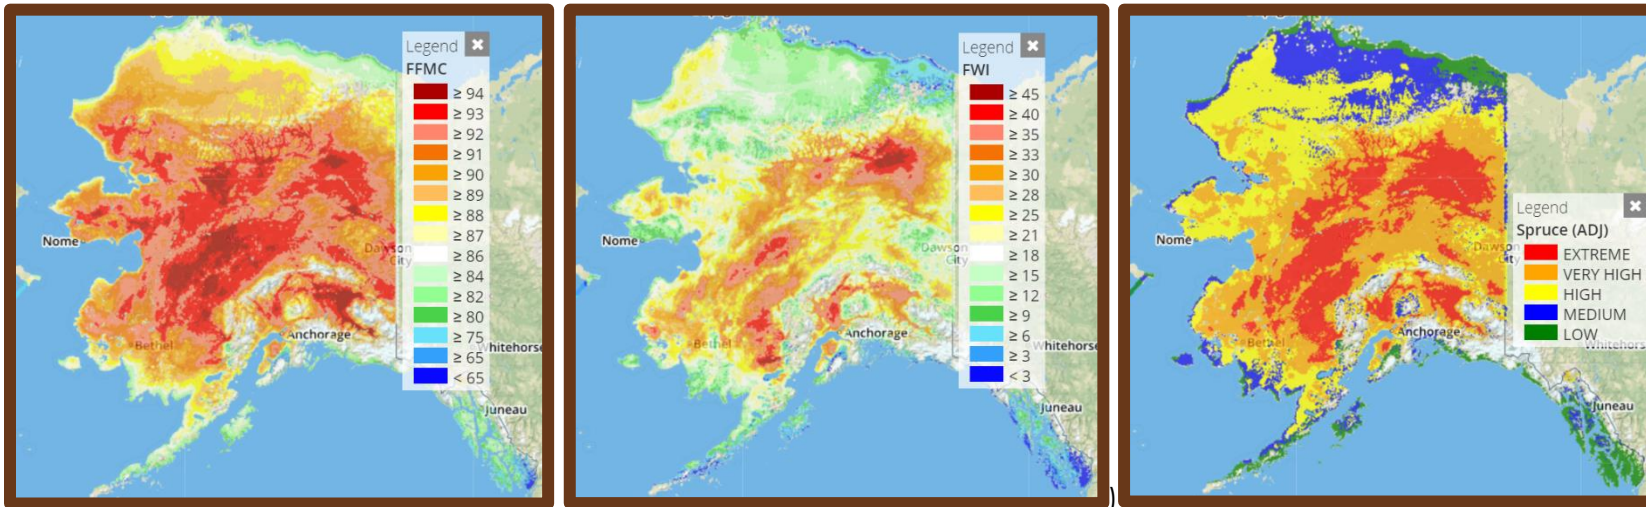 Legend
FFMC
≥ 94
≥ 93
≥ 92
≥ 91
≥ 90
≥ 89
≥ 88
≥ 87
≥ 86
≥ 84
≥ 82
≥ 80
≥ 75
≥ 65
< 65
Nome
Dawson
City
Anchorage
Bethel
Whitehorse
Juneau
Legend
FWI
≥ 45
≥ 40
≥ 35
≥ 33
≥ 30
≥ 28
≥ 25
≥ 21
≥ 18
≥ 15
≥ 12
≥ 9
≥ 6
≥ 3
< 3
Nome
Dawson
City
Anchorage
Bethel
Whitehorse
Juneau
)
Legend
Spruce (ADJ)
EXTREME
VERY HIGH
HIGH
MEDIUM
LOW
Nome
Dawson
City
Anchorage
Bethel
Whitehors
Juneau